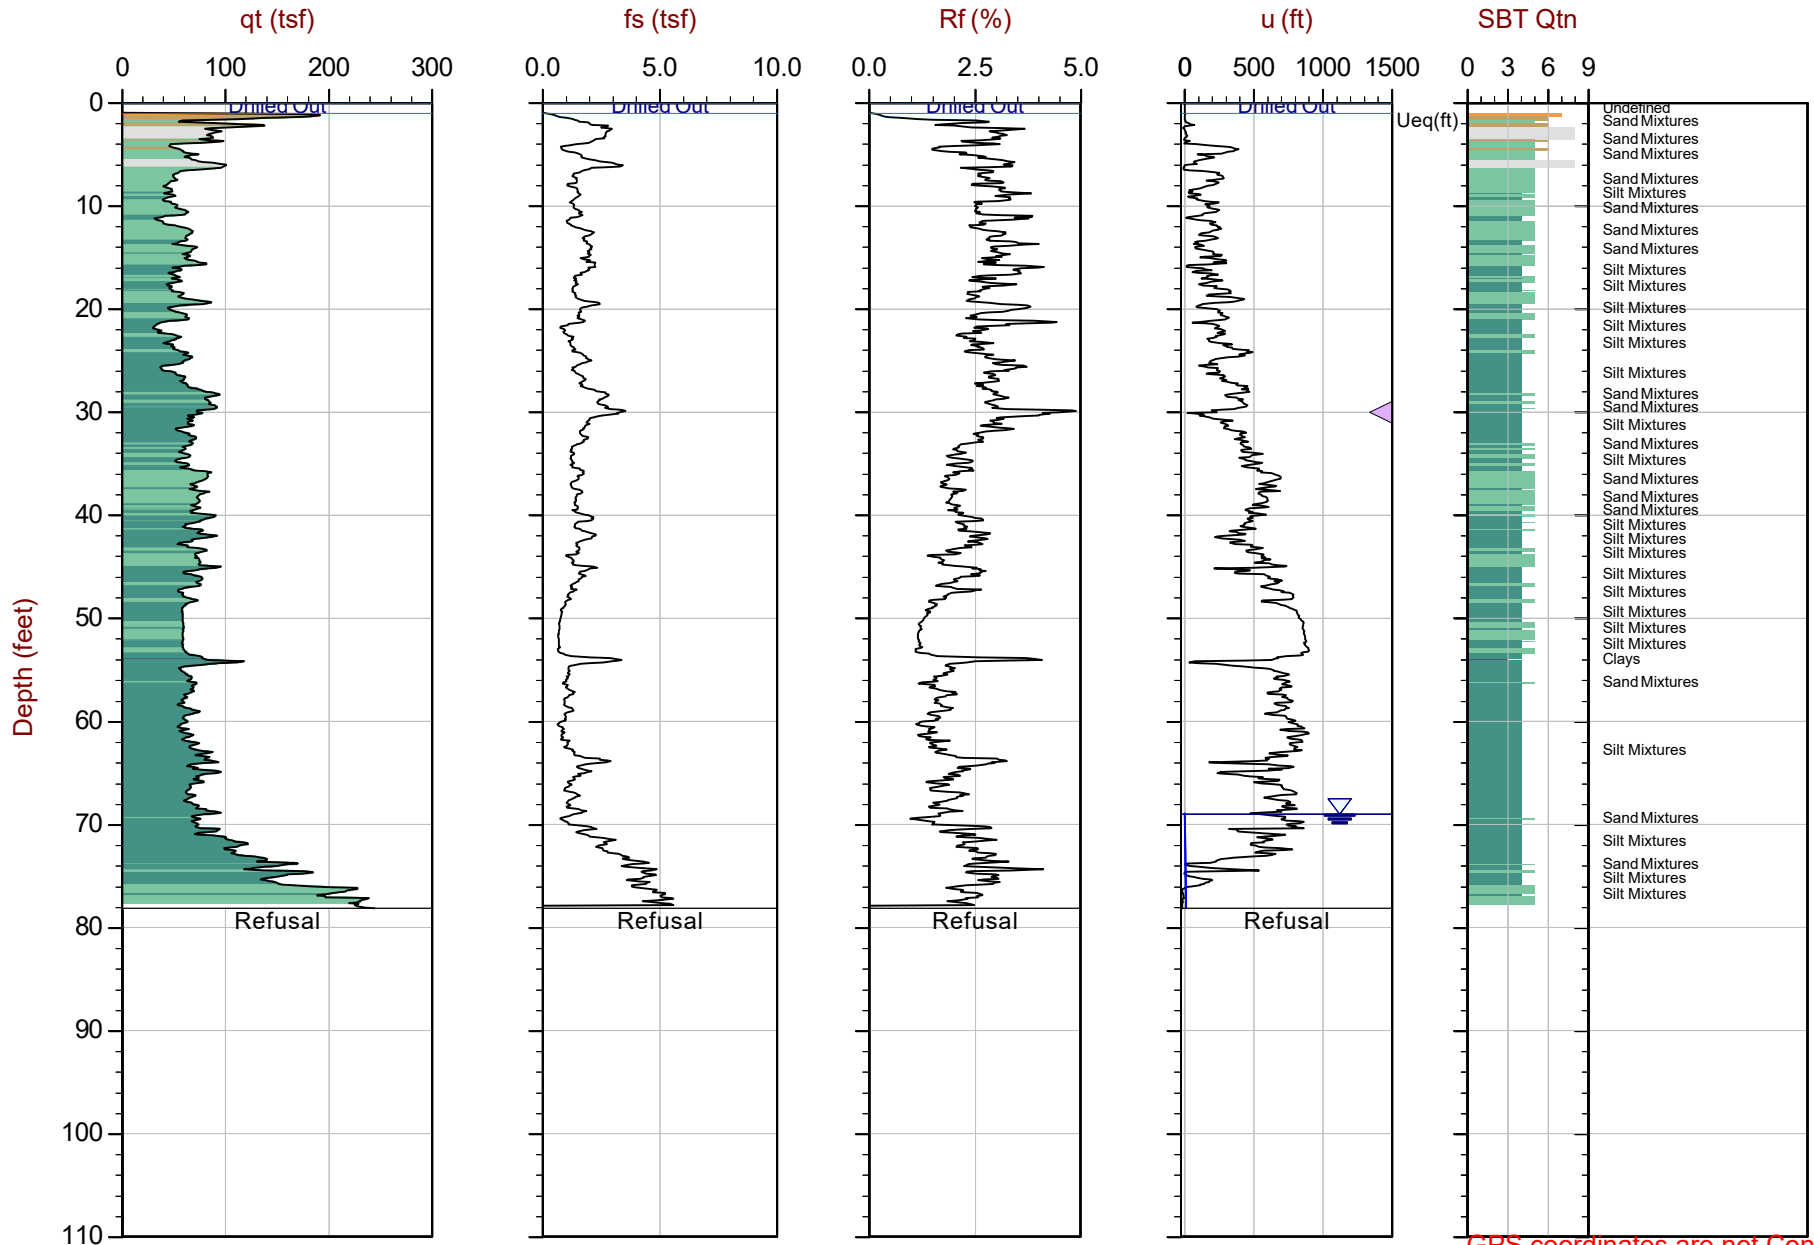 qt (tsf) fs (tsf) Rf (%) u (ft) SBT Qtn
0 100 200 300 0.0 5.0 10.0 0.0 2.5 5.0 0 500 1000 1500 0 3 6 9
0 Drilled Out Drilled Out Drilled Out Drilled Out Undefined
Ueq(ft) Sand Mixtures
Sand Mixtures
Sand Mixtures
Sand Mixtures
Silt Mixtures
10 Sand Mixtures
Sand Mixtures
Sand Mixtures
Silt Mixtures
Silt Mixtures
20 Silt Mixtures
Silt Mixtures
Silt Mixtures
Silt Mixtures
Sand Mixtures
30 Sand Mixtures
Silt Mixtures
Sand Mixtures
Silt Mixtures
Sand Mixtures
Sand Mixtures
40 Sand Mixtures
Silt Mixtures
Silt Mixtures
Silt Mixtures
Silt Mixtures
Silt Mixtures
50 Silt Mixtures
Silt Mixtures
Silt Mixtures
Clays
Sand Mixtures
60
Silt Mixtures
70 Sand Mixtures
Silt Mixtures
Sand Mixtures
Silt Mixtures
Silt Mixtures
80 Refusal Refusal Refusal Refusal
90
100
110
Depth (feet)
GPS coordinates are not Con